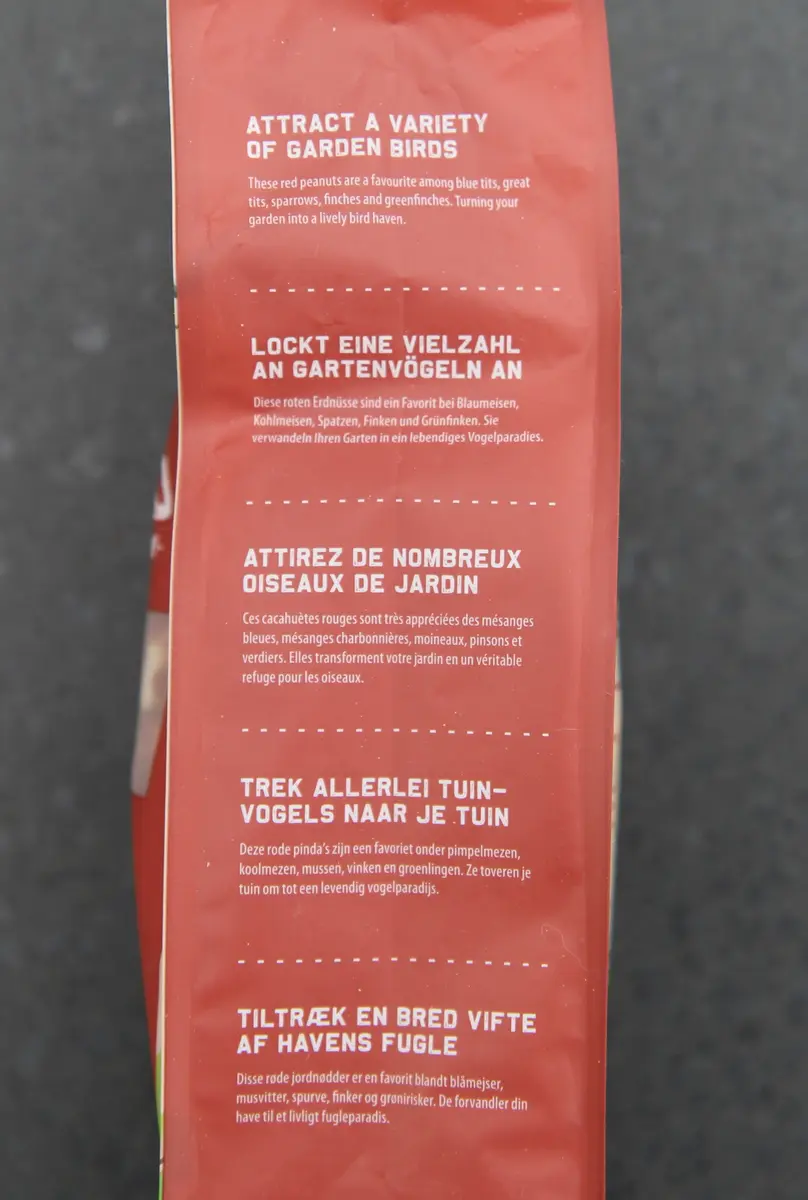 ATTRACT A VARIETY
OF GARDEN BIRDS
These red peanuts are a favourite among blue tits, great
tits, sparrows, finches and greenfinches. Turning your
garden into a lively bird haven.
LOCKT EINE VIELZAHL
AN GARTENVÖGELN AN
Diese roten Erdnüsse sind ein Favorit bei Blaumeisen,
Kohlmeisen, Spatzen, Finken und Grünfinken. Sie
verwandeln Ihren Garten in ein lebendiges Vogelparadies.
ATTIREZ DE NOMBREUX
OISEAUX DE JARDIN
Ces cacahuètes rouges sont très appréciées des mésanges
bleues, mésanges charbonnières, moineaux, pinsons et
verdiers. Elles transforment votre jardin en un véritable
refuge pour les oiseaux.
TREK ALLERLEI TUIN-
VOGELS NAAR JE TUIN
Deze rode pinda's zijn een favoriet onder pimpelmezen,
koolmezen, mussen, vinken en groenlingen. Ze toveren je
tuin om tot een levendig vogelparadijs.
TILTRÆK EN BRED VIFTE
AF HAVENS FUGLE
Disse røde jordnødder er en favorit blandt blåmejser,
musvitter, spurve, finker og grønirisker. De forvandler din
have til et livligt fugleparadis.